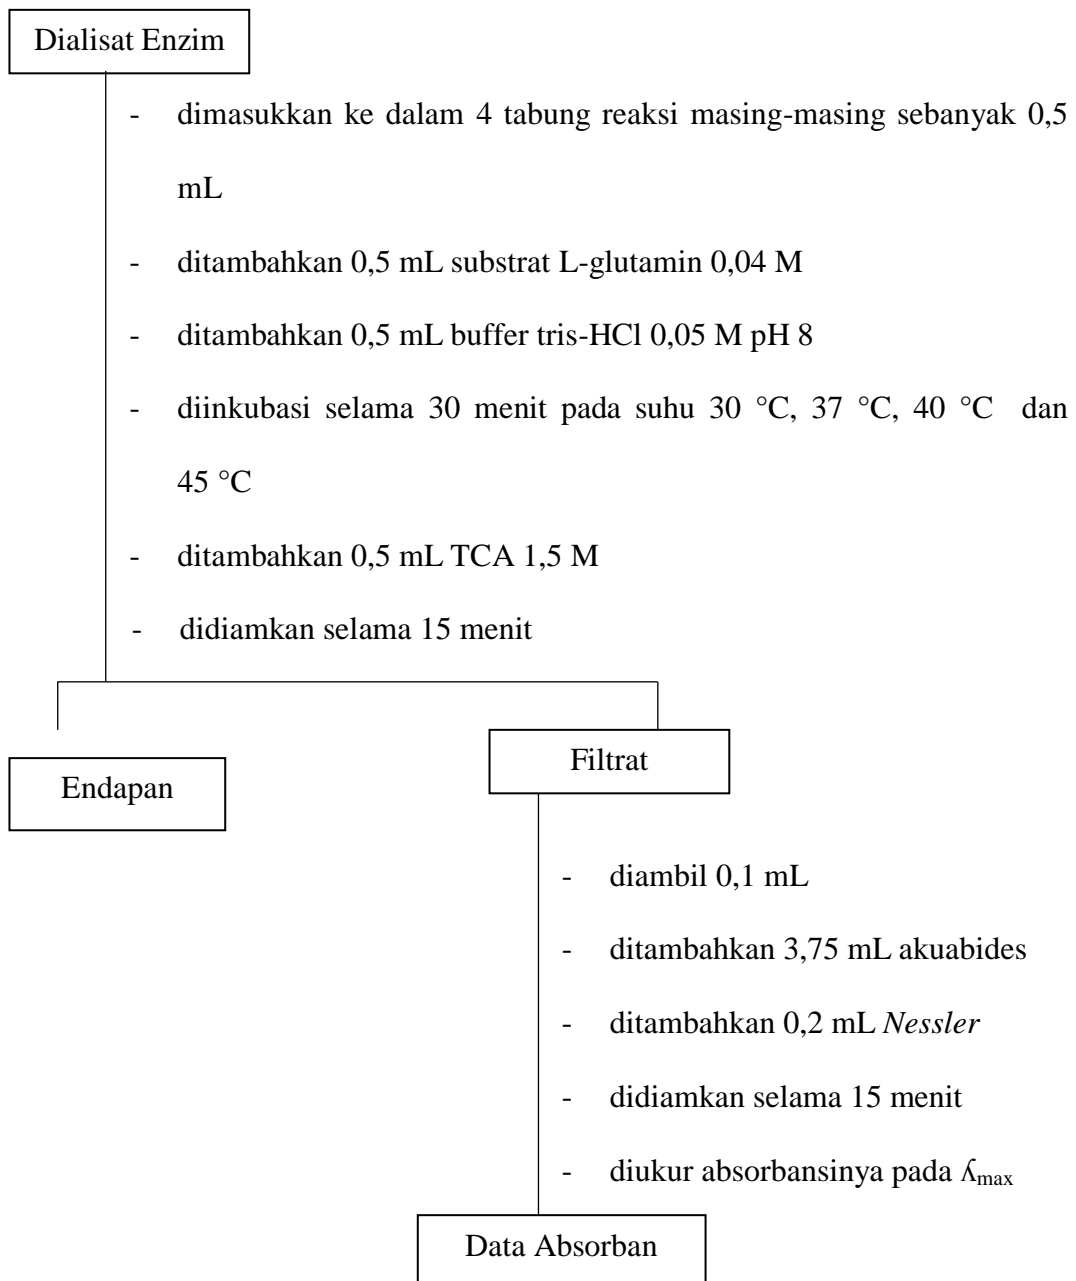 Dialisat Enzim
- dimasukkan ke dalam 4 tabung reaksi masing-masing sebanyak 0,5
mL
- ditambahkan 0,5 mL substrat L-glutamin 0,04 M
- ditambahkan 0,5 mL buffer tris-HCl 0,05 M pH 8
- diinkubasi selama 30 menit pada suhu 30 °C, 37 °C, 40 °C dan
45 °C
- ditambahkan 0,5 mL TCA 1,5 M
- didiamkan selama 15 menit
Endapan
Filtrat
- diambil 0,1 mL
- ditambahkan 3,75 mL akuabides
- ditambahkan 0,2 mL Nessler
- didiamkan selama 15 menit
- diukur absorbansinya pada ʎmax
Data Absorban